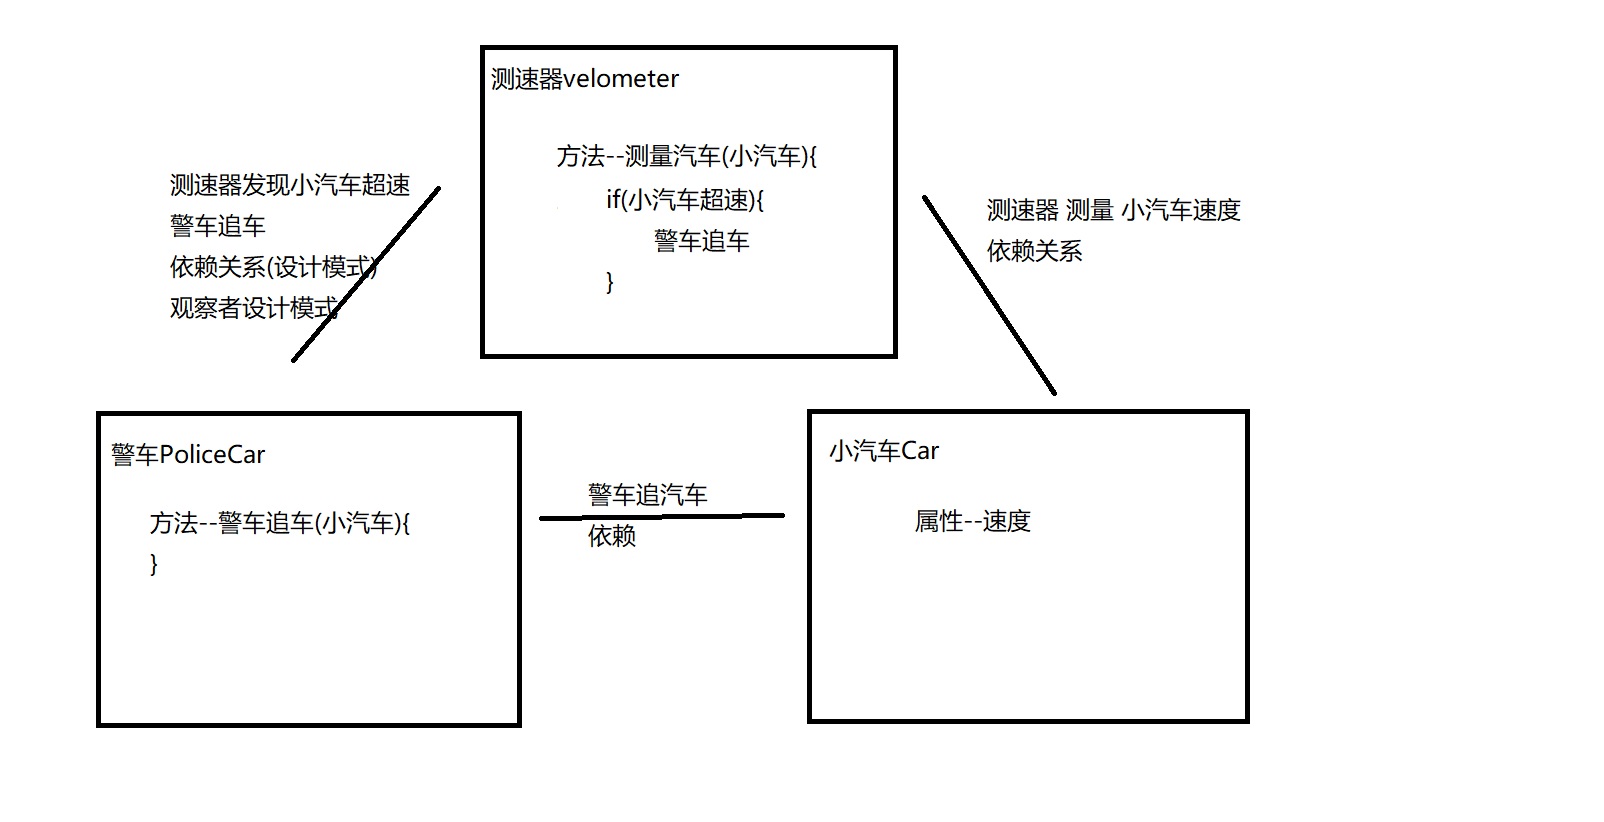 测速器velometer
方法--测量汽车(小汽车){
if(小汽车超速){
警车追车
}
测速器发现小汽车超速
警车追车
依赖关系(设计模式)
观察者设计模式
测速器 测量 小汽车速度
依赖关系
警车PoliceCar
方法--警车追车(小汽车){
}
警车追汽车
依赖
小汽车Car
属性--速度